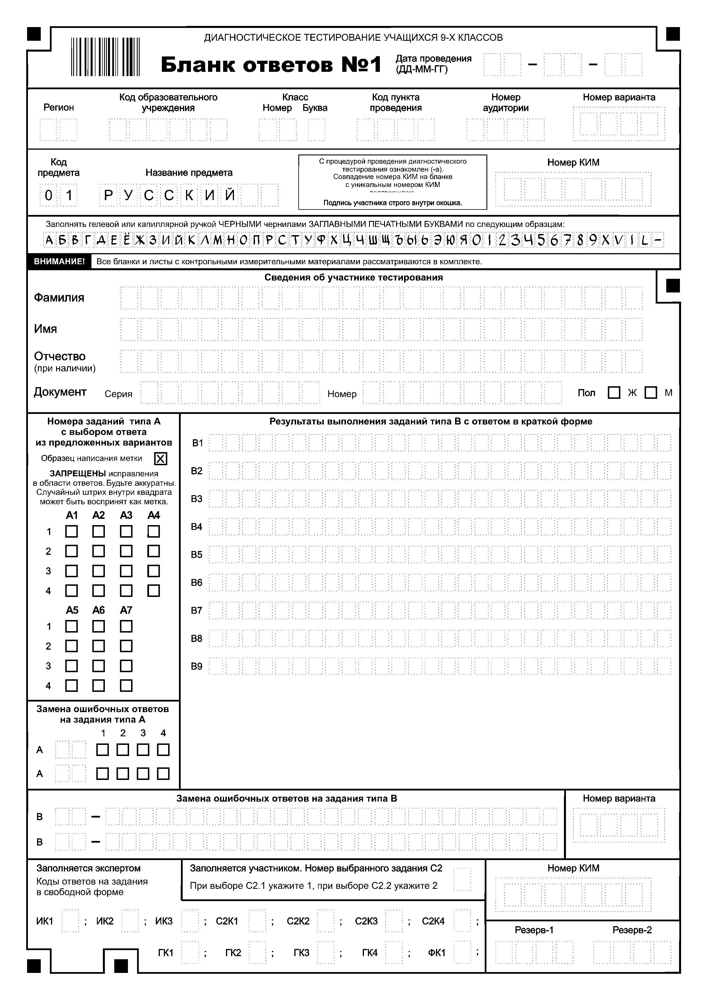 ДИАГНОСТИЧЕСКОЕ ТЕСТИРОВАНИЕ УЧАЩИХСЯ 9-Х КЛАССОВ
Бланк ответов №1
Дата проведения
(ДД-ММ-ГГ)
– –
Регион
Код образовательного
учреждения
Класс
Номер Буква
Код пункта
проведения
Номер
аудитории
Номер варианта
Код
предмета
01
Название предмета
РУССКИЙ
С процедурой проведения диагностического
тестирования ознакомлен (-а).
Совпадение номера КИМ на бланке
с уникальным номером КИМ
Подпись участника строго внутри окошка.
Номер КИМ
Заполнять гелевой или капиллярной ручкой ЧЕРНЫМИ чернилами ЗАГЛАВНЫМИ ПЕЧАТНЫМИ БУКВАМИ по следующим образцам:
А Б В Г Д Е Ё Ж З И Й К Л М Н О П Р С Т У Ф Х Ц Ч Ш Щ Ъ Ы Ь Э Ю Я 0 1 2 3 4 5 6 7 8 9 X V I L –
ВНИМАНИЕ! Все бланки и листы с контрольными измерительными материалами рассматриваются в комплекте.
Сведения об участнике тестирования
Фамилия
Имя
Отчество
(при наличии)
Документ Серия Номер Пол Ж М
Номера заданий типа А
с выбором ответа
из предложенных вариантов
Образец написания метки X
ЗАПРЕЩЕНЫ исправления
в области ответов. Будьте аккуратны.
Случайный штрих внутри квадрата
может быть воспринят как метка.
А1 А2 А3 А4
1
2
3
4
А5 А6 А7
1
2
3
4
Замена ошибочных ответов
на задания типа А
1 2 3 4
А
А
Результаты выполнения заданий типа В с ответом в краткой форме
В1
В2
В3
В4
В5
В6
В7
В8
В9
Замена ошибочных ответов на задания типа В
В –
В –
Номер варианта
Заполняется экспертом
Коды ответов на задания
в свободной форме
Заполняется участником. Номер выбранного задания С2
При выборе С2.1 укажите 1, при выборе С2.2 укажите 2
Номер КИМ
ИК1 ; ИК2 ; ИК3 ; С2К1 ; С2К2 ; С2К3 ; С2К4 ;
ГК1 ; ГК2 ; ГК3 ; ГК4 ; ФК1 ;
Резерв-1 Резерв-2